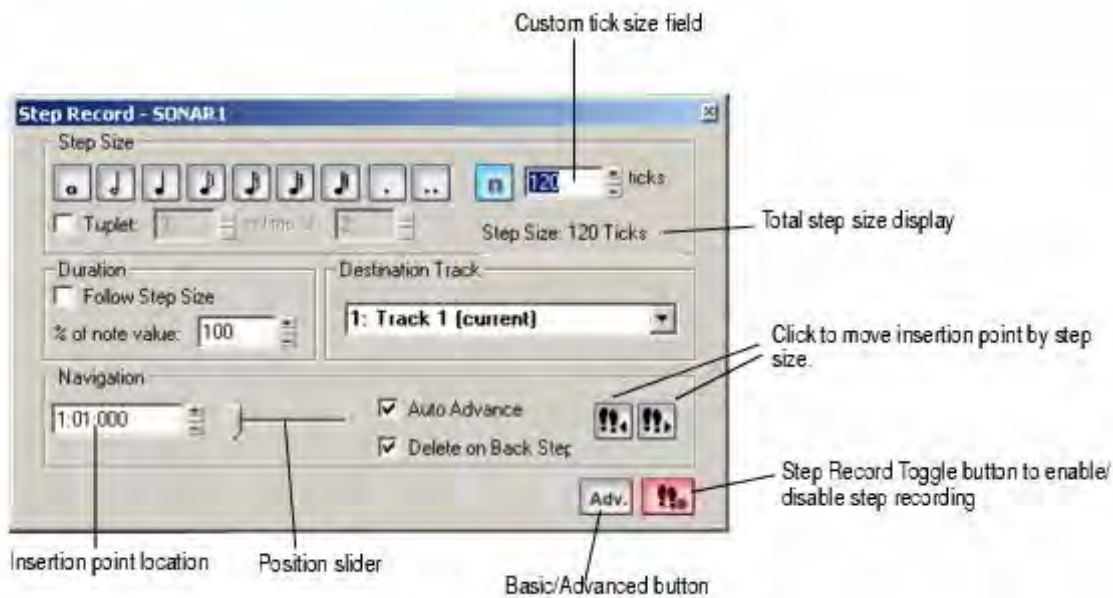 Custom tick size field
Step Record - SONAR1
Step Size
n 120 ticks
Tuplet:
Step Size: 120 Ticks
Total step size display
Duration
Follow Step Size
% of note value: 100
Destination Track
1: Track 1 (current)
Click to move insertion point by step
size.
Navigation
1:01:000
Auto Advance
Delete on Back Step
Adv.
Step Record Toggle button to enable/
disable step recording
Insertion point location
Position slider
Basic/Advanced button